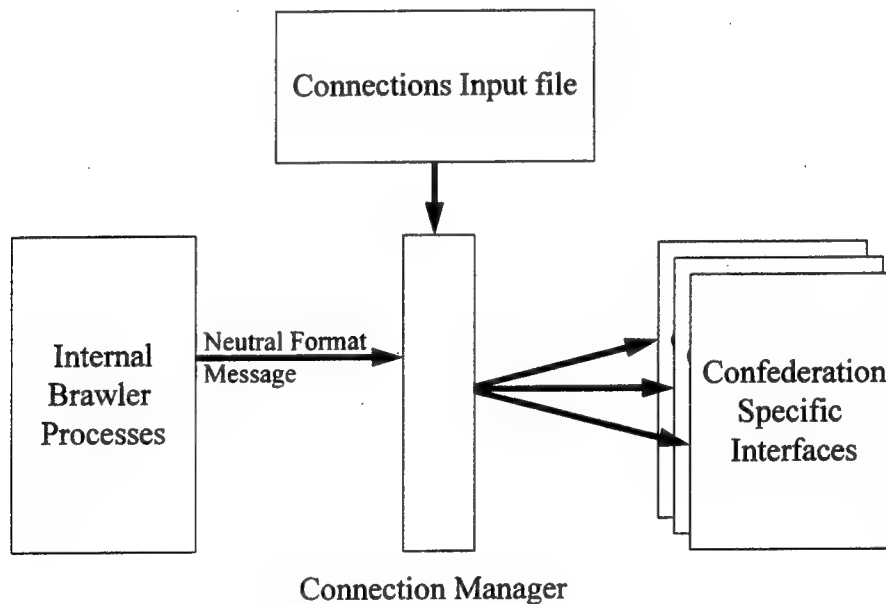 Connections Input file
Internal
Brawler
Processes
Neutral Format
Message
Confederation
Specific
Interfaces
Connection Manager